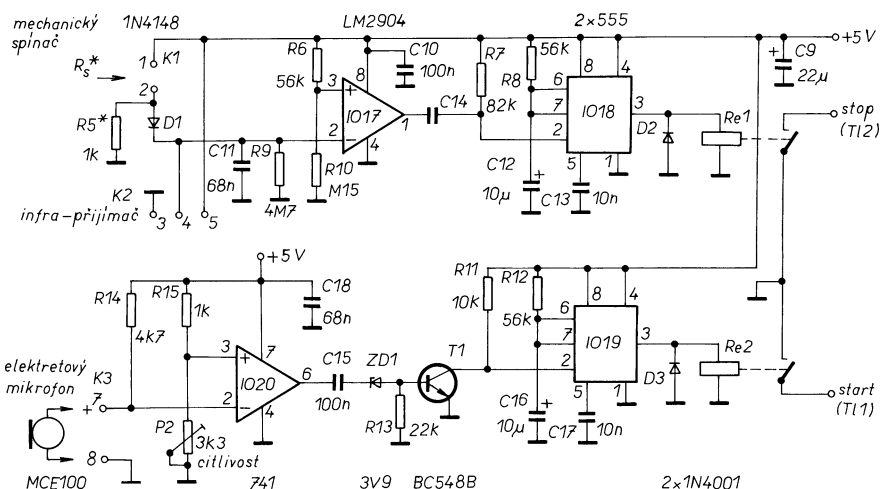 mechanický
spínač
1N4148
LM2904
2×555
Rs*
1
K1
2
R5*
1k
D1
R6
56k
C10
100n
8
3
+
IO17
1
2
−
4
C14
R7
82k
R8
56k
8
4
6
7
2
IO18
3
5
1
D2
Re1
C9
22µ
+
+5V
stop
(Tl2)
C11
68n
R9
4M7
R10
M15
C12
10µ
+
C13
10n
K2
infra-přijímač
3
4
5
+5V
R14
4k7
R15
1k
C18
68n
3
+
7
IO20
6
2
−
4
C15
100n
ZD1
T1
R13
22k
R11
10k
R12
56k
8
4
6
7
2
IO19
3
5
1
D3
Re2
C16
10µ
+
C17
10n
start
(Tl1)
elektretový
mikrofon
K3
+
7
8
P2
3k3
citlivost
MCE100
741
3V9
BC548B
2×1N4001